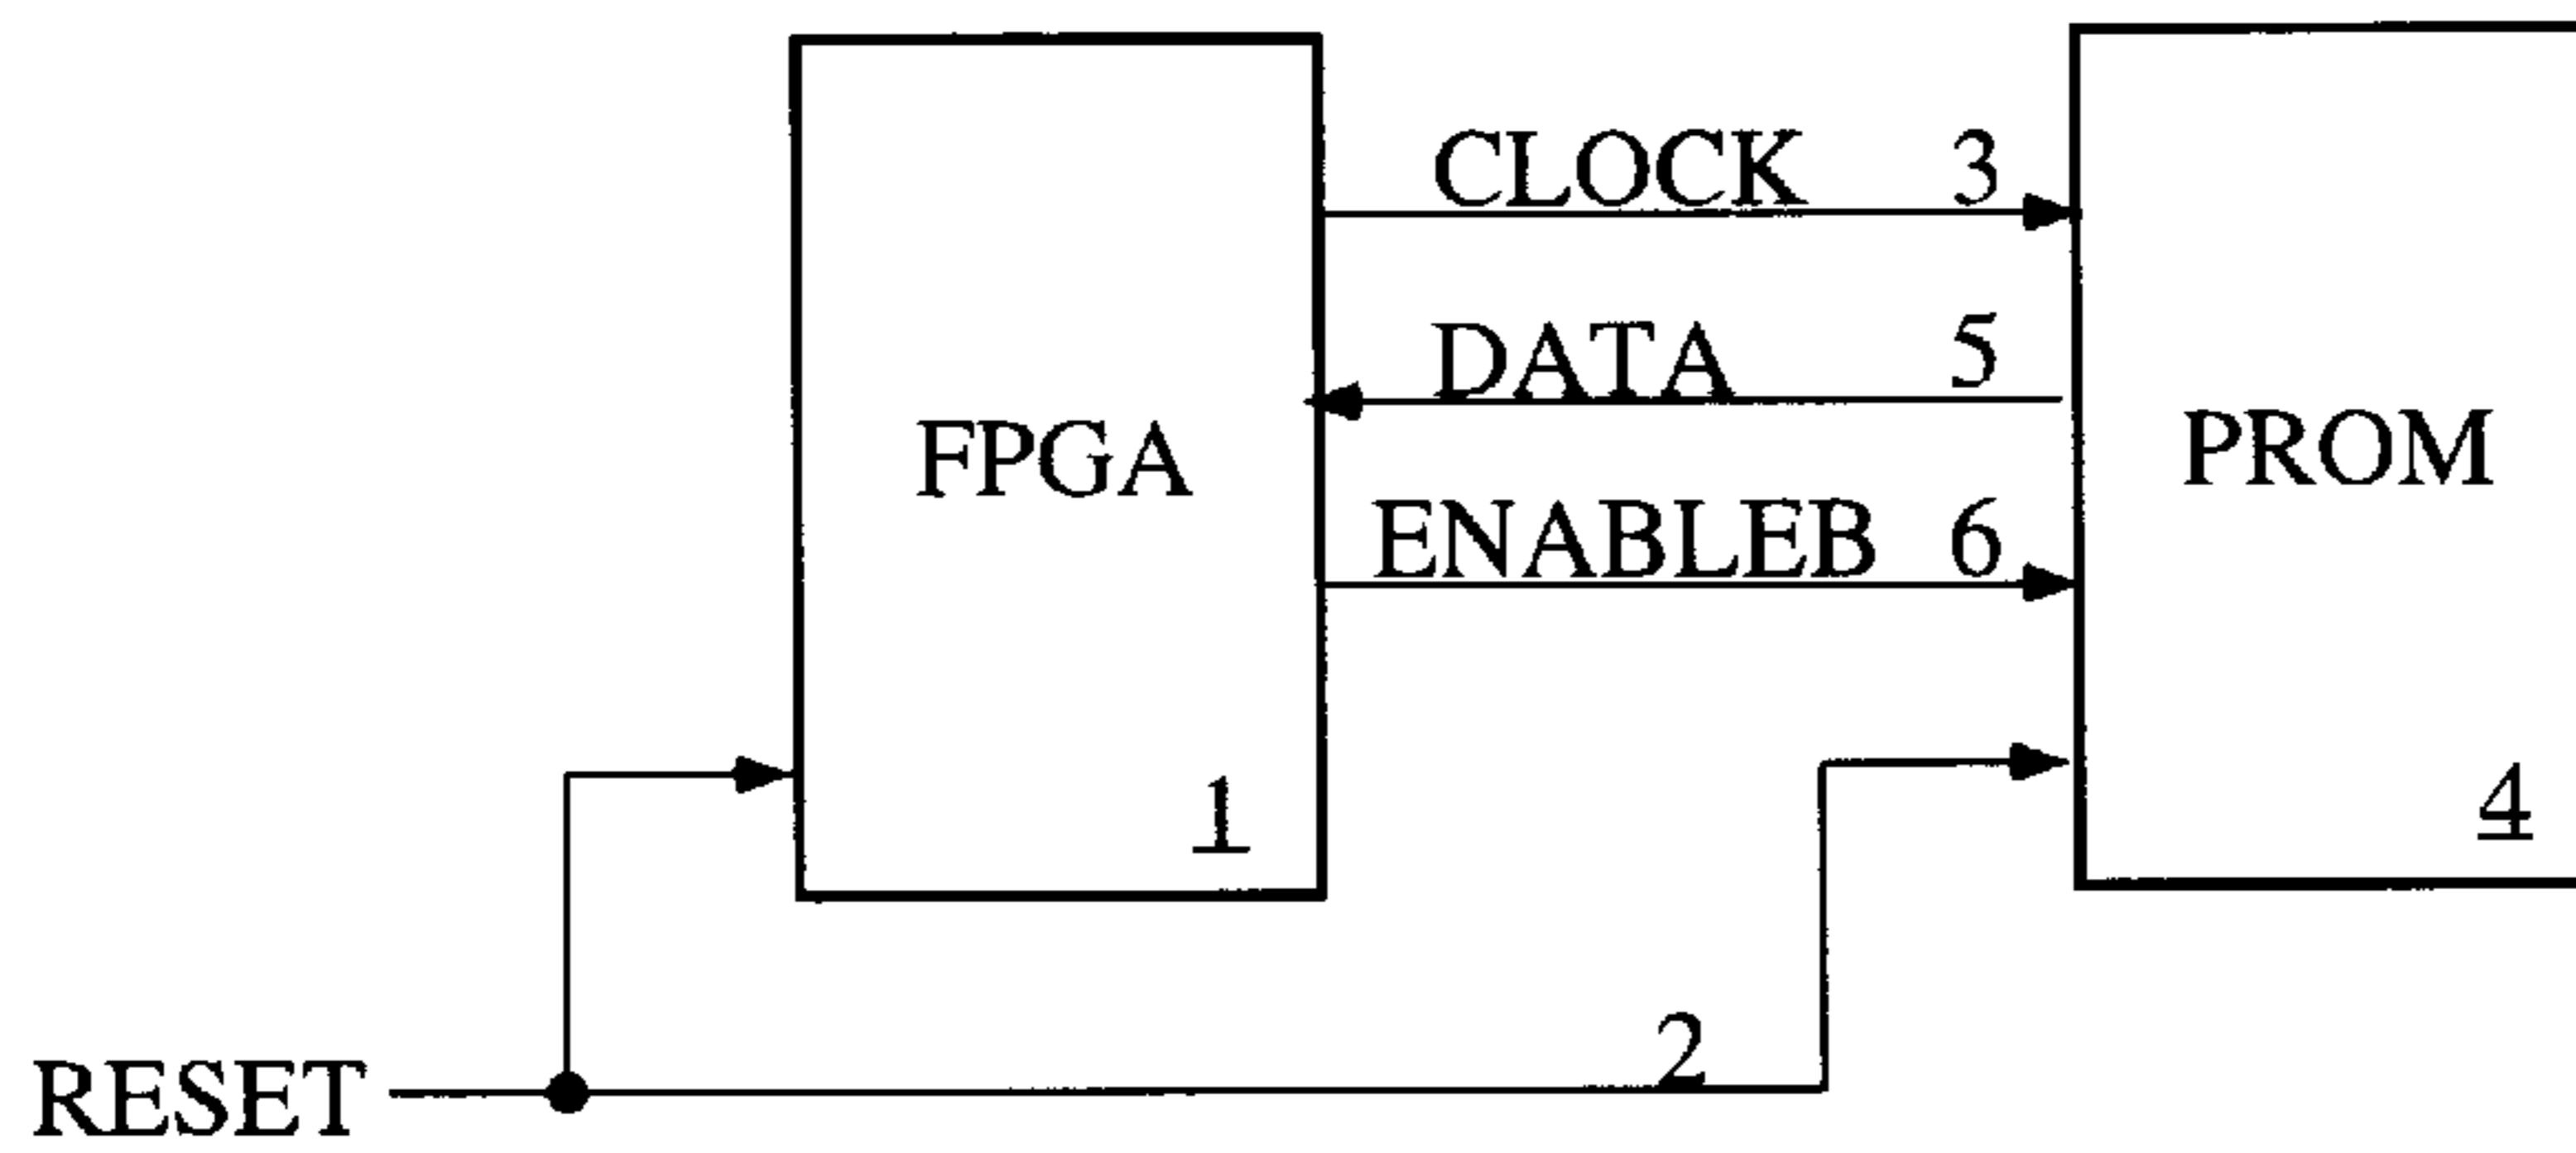 CLOCK 3
DATA 5
FPGA
PROM
ENABLEB 6
1
4
2
RESET